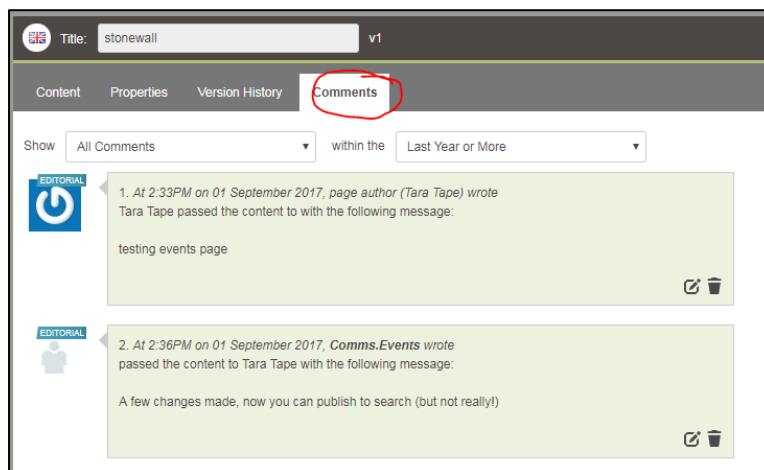 Title: stonewall v1
Content Properties Version History Comments
Show All Comments within the Last Year or More
EDITORIAL
1. At 2:33PM on 01 September 2017, page author (Tara Tape) wrote
Tara Tape passed the content to with the following message:
testing events page
EDITORIAL
2. At 2:36PM on 01 September 2017, Comms.Events wrote
passed the content to Tara Tape with the following message:
A few changes made, now you can publish to search (but not really!)